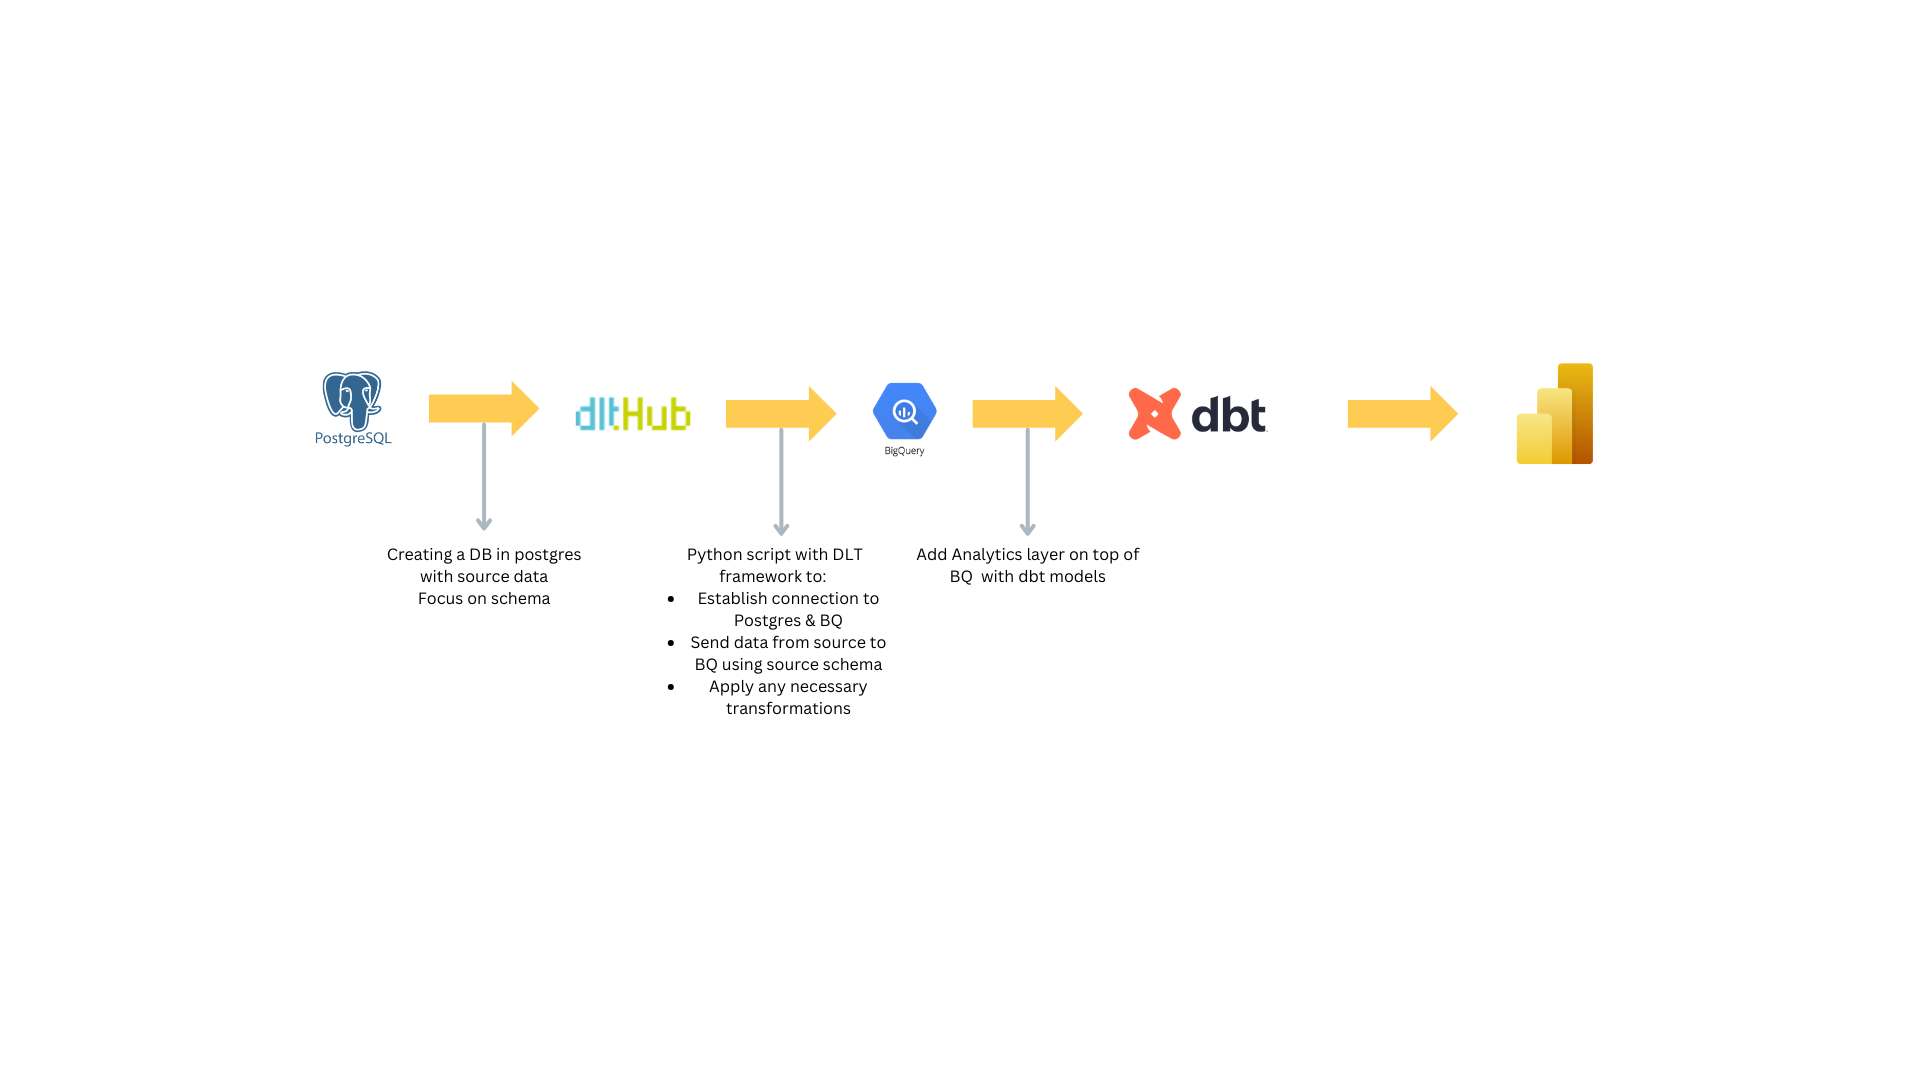 PostgreSQL
dltHub
BigQuery
dbt
Creating a DB in postgres
with source data
Focus on schema
Python script with DLT
framework to:
• Establish connection to
Postgres & BQ
• Send data from source to
BQ using source schema
• Apply any necessary
transformations
Add Analytics layer on top of
BQ  with dbt models